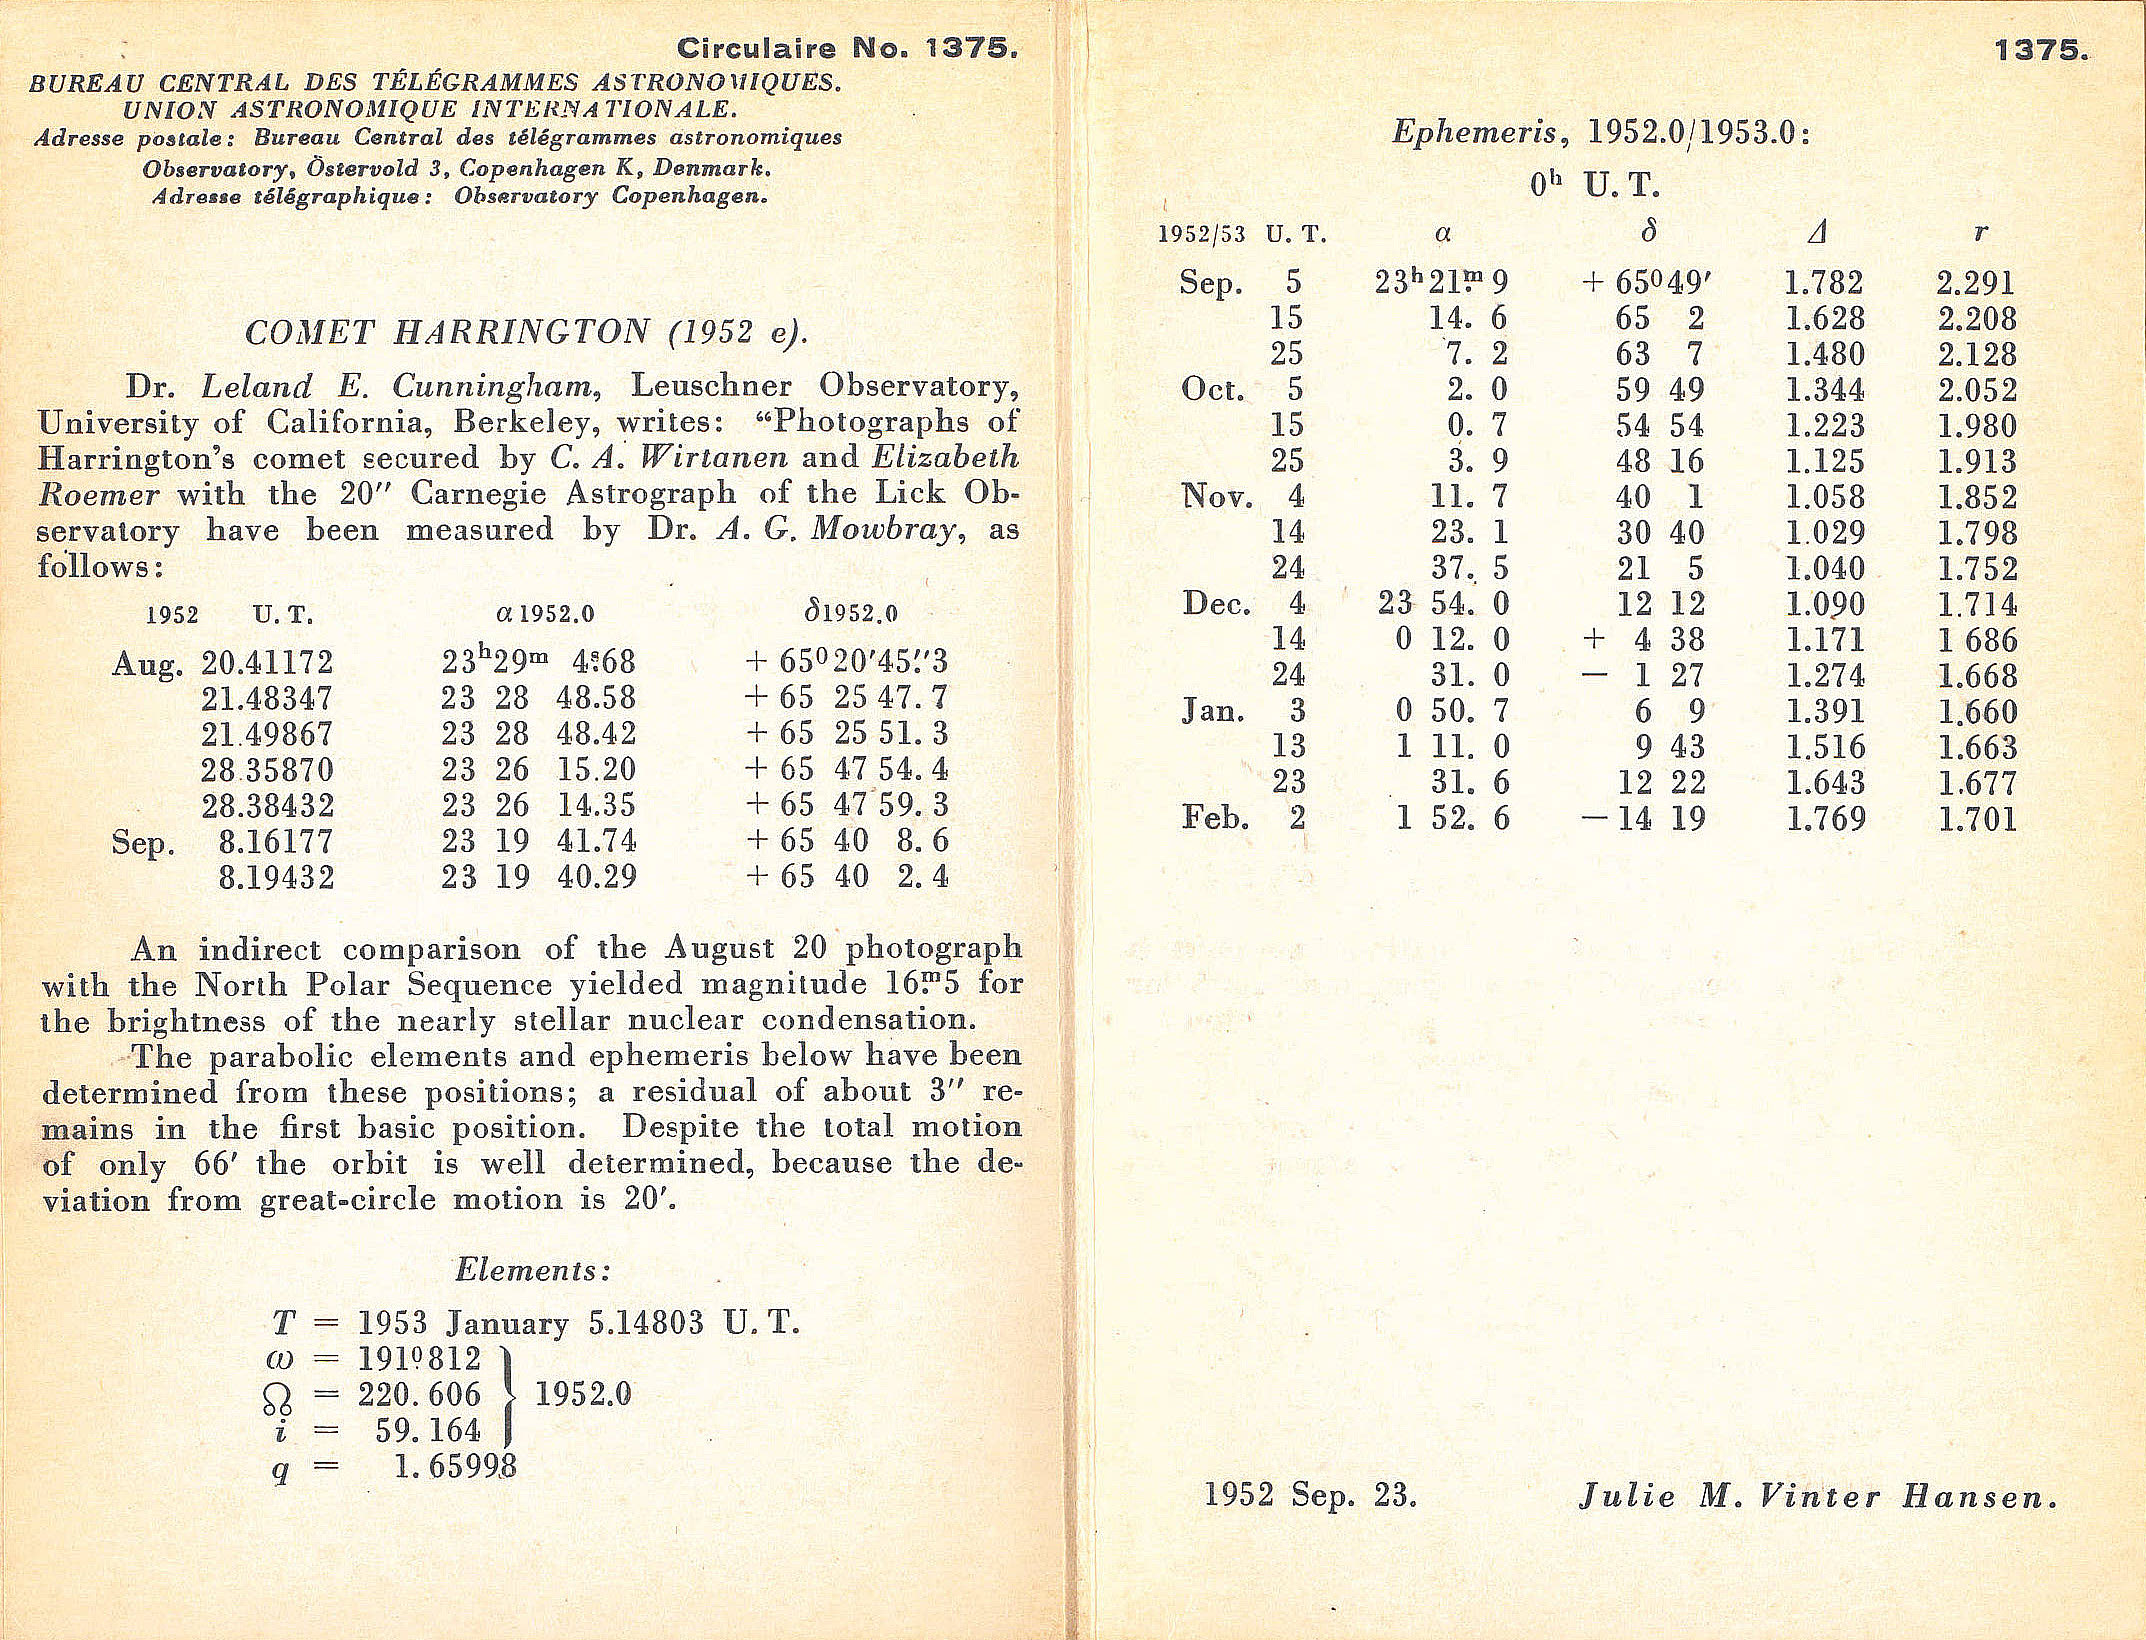 Circulaire No. 1375.
BUREAU CENTRAL DES TÉLÉGRAMMES ASTRONOMIQUES.
UNION ASTRONOMIQUE INTERNATIONALE.
Adresse postale: Bureau Central des télégrammes astronomiques
Observatory, Östervold 3, Copenhagen K, Denmark.
Adresse télégraphique: Observatory Copenhagen.
COMET HARRINGTON (1952 e).
Dr. Leland E. Cunningham, Leuschner Observatory,
University of California, Berkeley, writes: “Photographs of
Harrington’s comet secured by C. A. Wirtanen and Elizabeth
Roemer with the 20″ Carnegie Astrograph of the Lick Ob-
servatory have been measured by Dr. A. G. Mowbray, as
follows:
1952 U. T. α 1952.0 δ 1952.0
Aug. 20.41172 23ʰ29ᵐ 4ˢ.68 + 65°20′45″.3
21.48347 23 28 48.58 + 65 25 47. 7
21.49867 23 28 48.42 + 65 25 51. 3
28.35870 23 26 15.20 + 65 47 54. 4
28.38432 23 26 14.35 + 65 47 59. 3
Sep. 8.16177 23 19 41.74 + 65 40 8. 6
8.19432 23 19 40.29 + 65 40 2. 4
An indirect comparison of the August 20 photograph
with the North Polar Sequence yielded magnitude 16ᵐ.5 for
the brightness of the nearly stellar nuclear condensation.
The parabolic elements and ephemeris below have been
determined from these positions; a residual of about 3″ re-
mains in the first basic position. Despite the total motion
of only 66′ the orbit is well determined, because the de-
viation from great-circle motion is 20′.
Elements:
T = 1953 January 5.14803 U. T.
ω = 191°.812
☊ = 220. 606 } 1952.0
i = 59. 164
q = 1. 65998
1375.
Ephemeris, 1952.0/1953.0:
0ʰ U. T.
1952/53 U. T. α δ Δ r
Sep. 5 23ʰ21ᵐ.9 + 65°49′ 1.782 2.291
15 14. 6 65 2 1.628 2.208
25 7. 2 63 7 1.480 2.128
Oct. 5 2. 0 59 49 1.344 2.052
15 0. 7 54 54 1.223 1.980
25 3. 9 48 16 1.125 1.913
Nov. 4 11. 7 40 1 1.058 1.852
14 23. 1 30 40 1.029 1.798
24 37. 5 21 5 1.040 1.752
Dec. 4 23 54. 0 12 12 1.090 1.714
14 0 12. 0 + 4 38 1.171 1 686
24 31. 0 − 1 27 1.274 1.668
Jan. 3 0 50. 7 6 9 1.391 1.660
13 1 11. 0 9 43 1.516 1.663
23 31. 6 12 22 1.643 1.677
Feb. 2 1 52. 6 − 14 19 1.769 1.701
1952 Sep. 23. Julie M. Vinter Hansen.